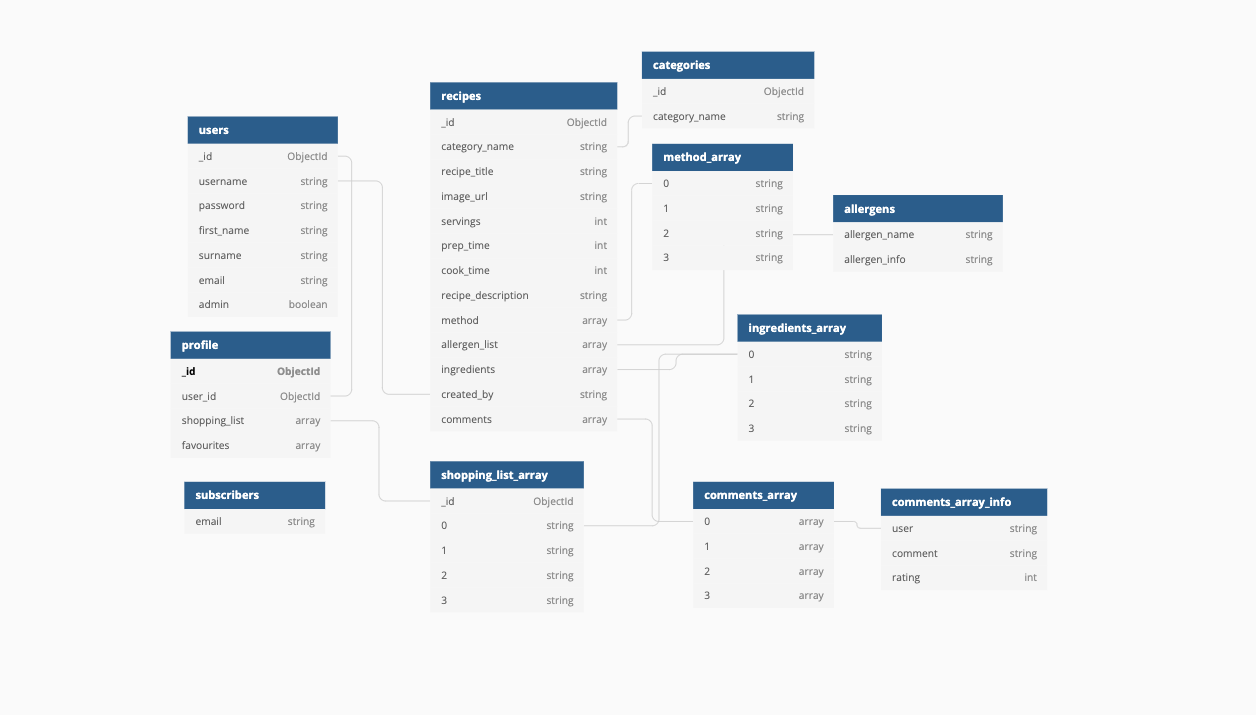 categories
_id ObjectId
category_name string
recipes
_id ObjectId
category_name string
recipe_title string
image_url string
servings int
prep_time int
cook_time int
recipe_description string
method array
allergen_list array
ingredients array
created_by string
comments array
users
_id ObjectId
username string
password string
first_name string
surname string
email string
admin boolean
method_array
0 string
1 string
2 string
3 string
allergens
allergen_name string
allergen_info string
ingredients_array
0 string
1 string
2 string
3 string
profile
_id ObjectId
user_id ObjectId
shopping_list array
favourites array
shopping_list_array
_id ObjectId
0 string
1 string
2 string
3 string
subscribers
email string
comments_array
0 array
1 array
2 array
3 array
comments_array_info
user string
comment string
rating int